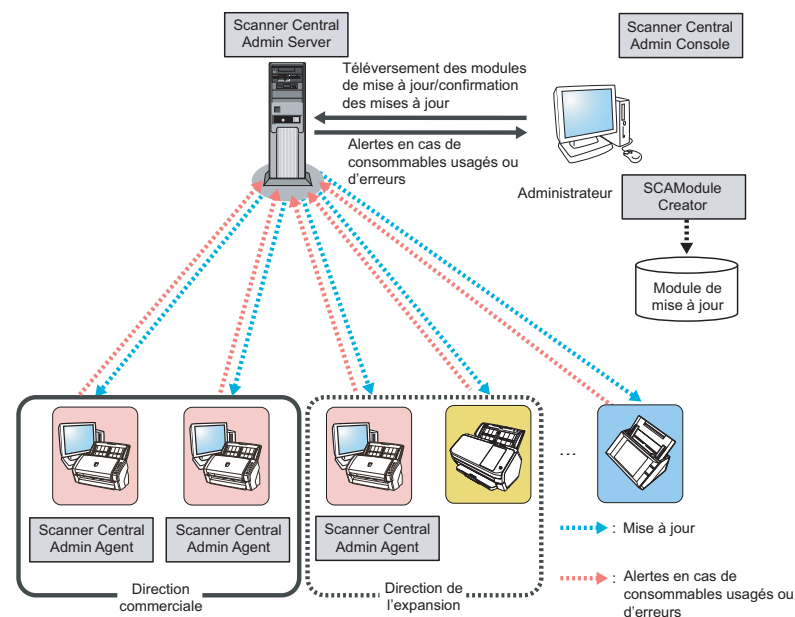 Scanner Central
Admin Server
Scanner Central
Admin Console
Téléversement des modules
de mise à jour/confirmation
des mises à jour
Alertes en cas de
consommables usagés ou
d'erreurs
Administrateur
SCAModule
Creator
Module de
mise à jour
...
Scanner Central
Admin Agent
Scanner Central
Admin Agent
Scanner Central
Admin Agent
Direction
commerciale
Direction de
l'expansion
: Mise à jour
: Alertes en cas de
consommables usagés ou
d'erreurs